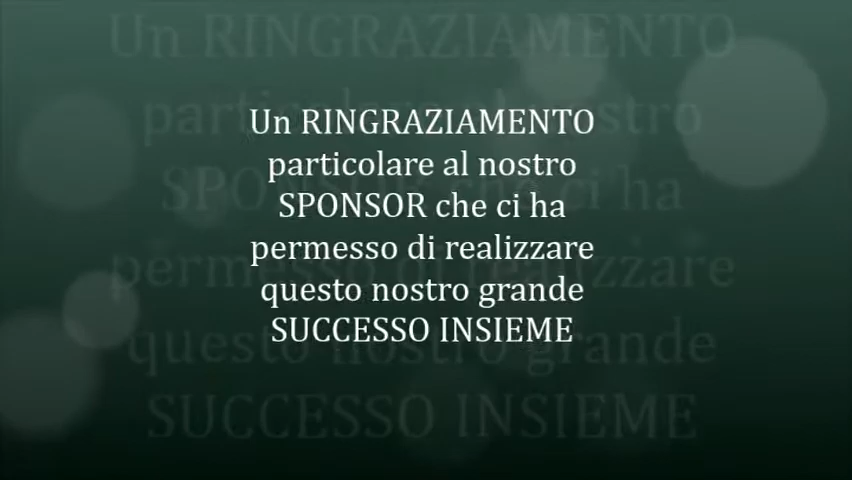 Un RINGRAZIAMENTO
particolare al nostro
SPONSOR che ci ha
permesso di realizzare
questo nostro grande
SUCCESSO INSIEME